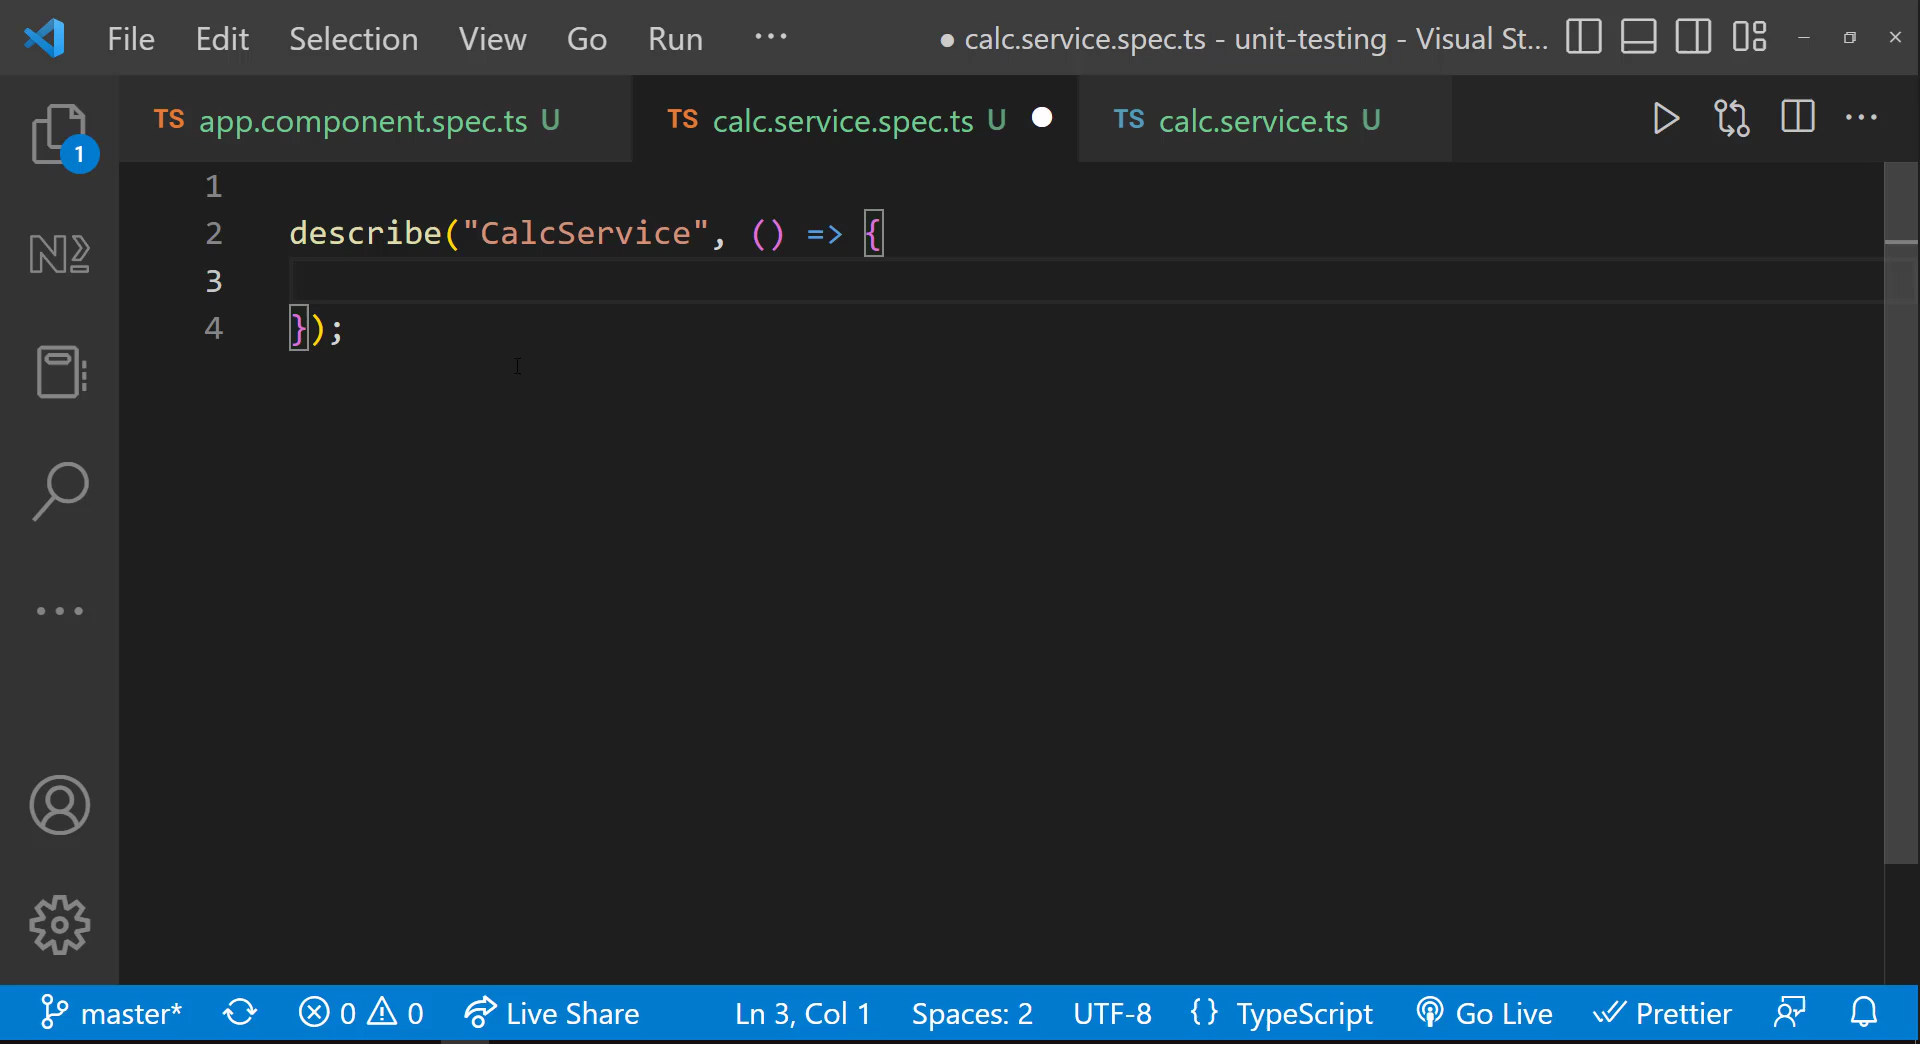 File Edit Selection View Go Run ··· ● calc.service.spec.ts - unit-testing - Visual St...
TS app.component.spec.ts U TS calc.service.spec.ts U ● TS calc.service.ts U
1
2 describe("CalcService", () => {
3
4 });
1
master* 0 0 Live Share Ln 3, Col 1 Spaces: 2 UTF-8 {} TypeScript Go Live Prettier